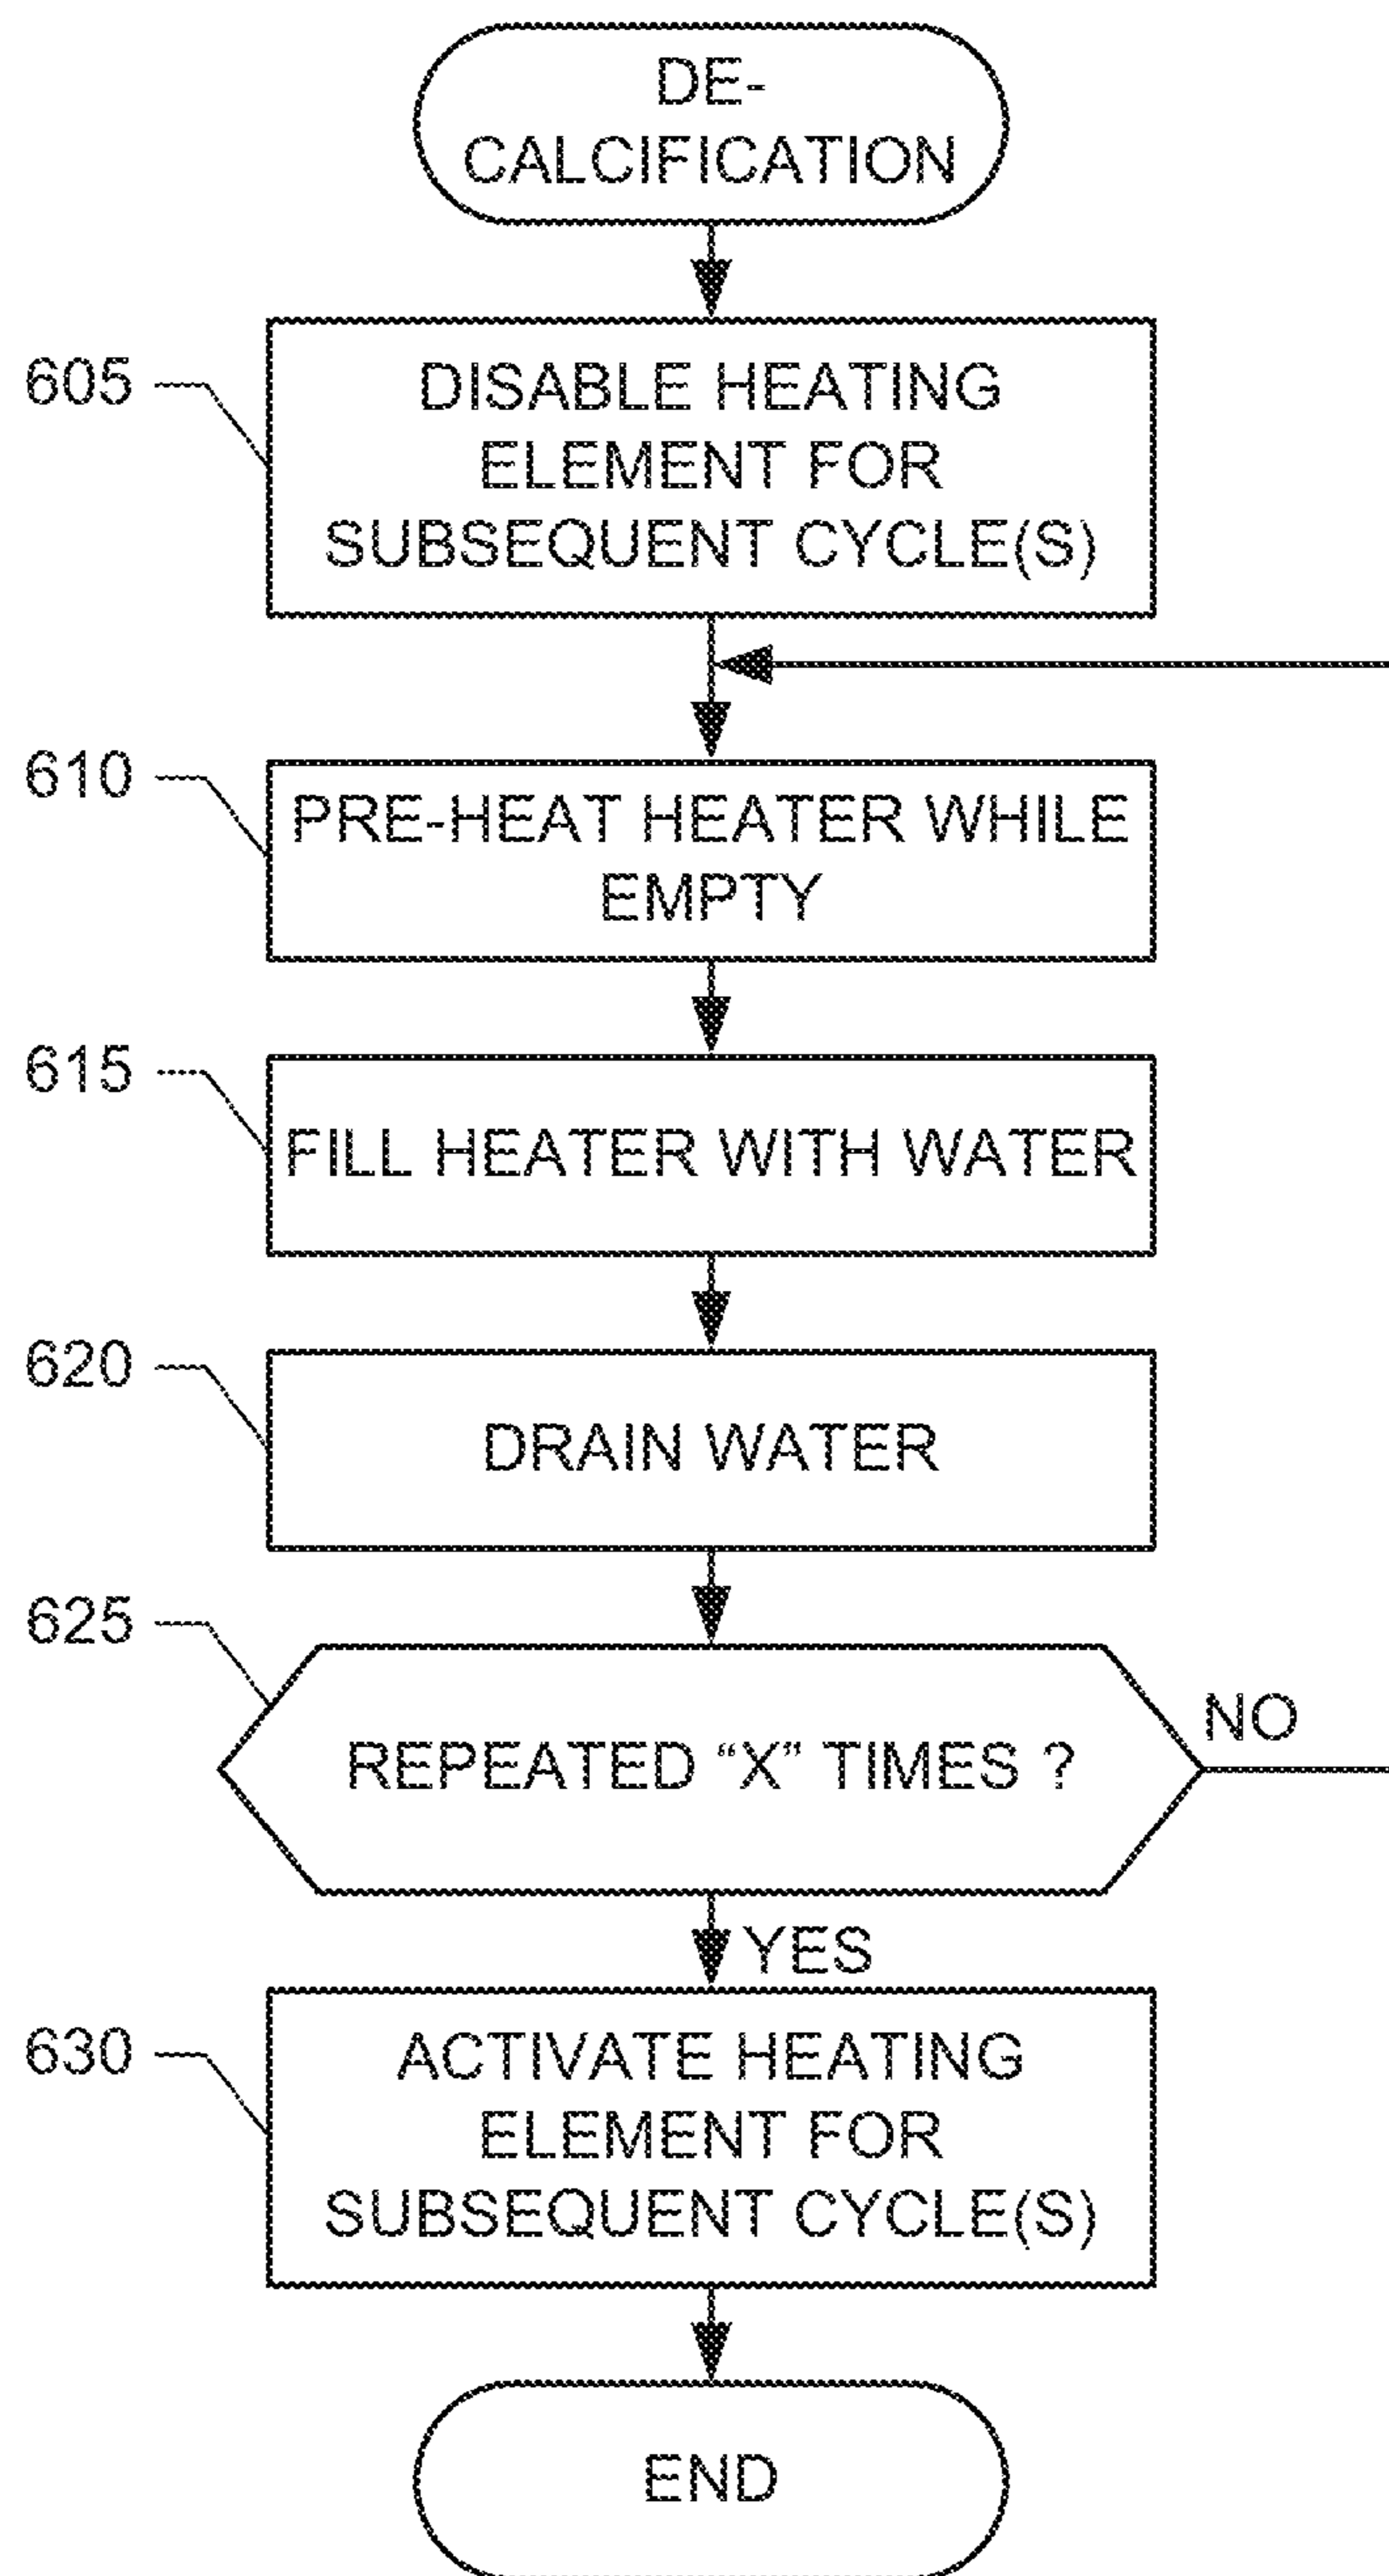 DE-
CALCIFICATION
605
DISABLE HEATING
ELEMENT FOR
SUBSEQUENT CYCLE(S)
610
PRE-HEAT HEATER WHILE
EMPTY
615
FILL HEATER WITH WATER
620
DRAIN WATER
625
REPEATED “X” TIMES ?
NO
YES
630
ACTIVATE HEATING
ELEMENT FOR
SUBSEQUENT CYCLE(S)
END